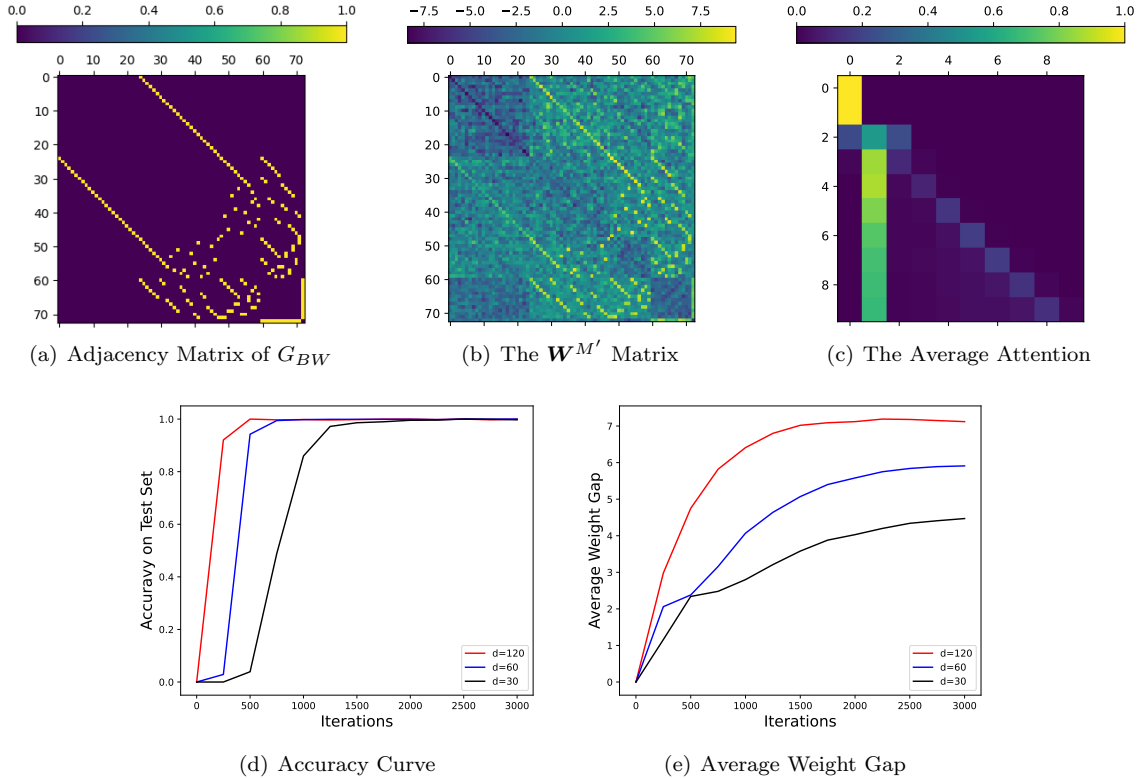 0.0 0.2 0.4 0.6 0.8 1.0
0 10 20 30 40 50 60 70
0
10
20
30
40
50
60
70
(a) Adjacency Matrix of G_BW
−7.5 −5.0 −2.5 0.0 2.5 5.0 7.5
0 10 20 30 40 50 60 70
0
10
20
30
40
50
60
70
(b) The W^M′ Matrix
0.0 0.2 0.4 0.6 0.8 1.0
0 2 4 6 8
0
2
4
6
8
(c) The Average Attention
Accuravy on Test Set
1.0
0.8
0.6
0.4
0.2
0.0
d=120
d=60
d=30
0 500 1000 1500 2000 2500 3000
Iterations
(d) Accuracy Curve
Average Weight Gap
7
6
5
4
3
2
1
0
d=120
d=60
d=30
0 500 1000 1500 2000 2500 3000
Iterations
(e) Average Weight Gap